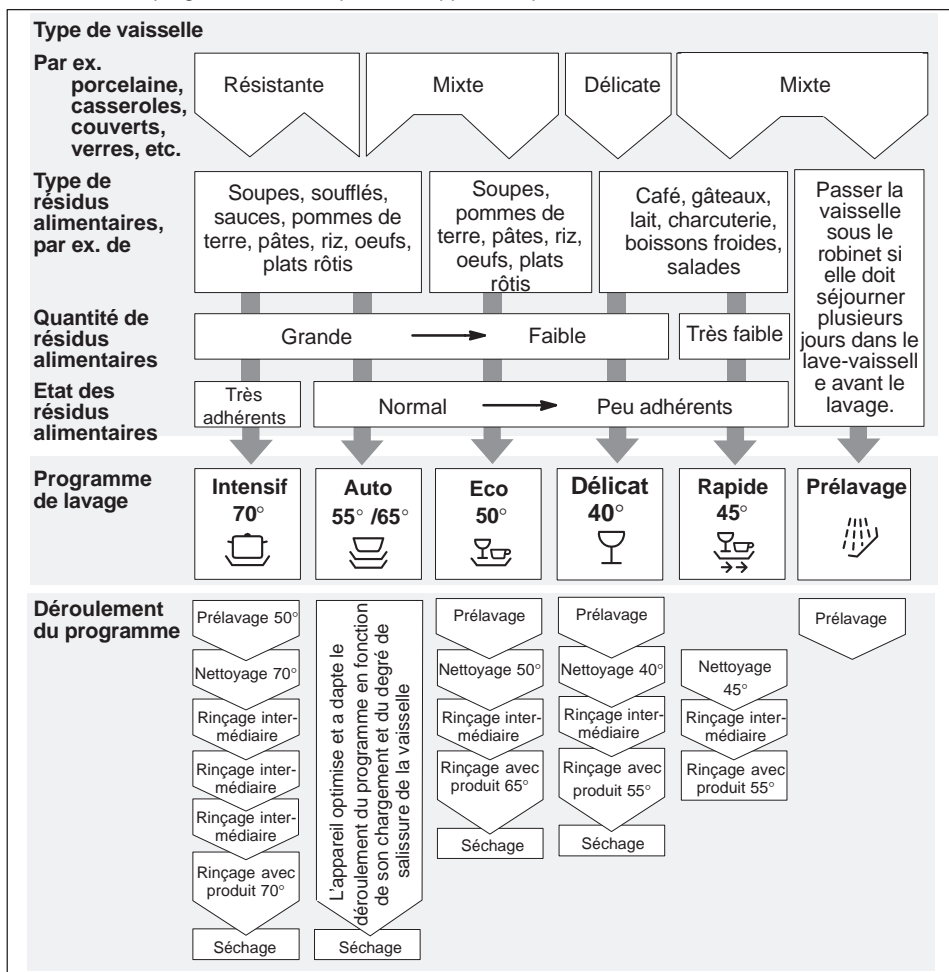 Type de vaisselle
Par ex.
porcelaine,
casseroles,
couverts,
verres, etc.
Résistante
Mixte
Délicate
Mixte
Type de
résidus
alimentaires,
par ex. de
Soupes, soufflés,
sauces, pommes de
terre, pâtes, riz, oeufs,
plats rôtis
Soupes,
pommes de
terre, pâtes, riz,
oeufs, plats
rôtis
Café, gâteaux,
lait, charcuterie,
boissons froides,
salades
Passer la
vaisselle
sous le
robinet si
elle doit
séjourner
plusieurs
jours dans le
lave-vaissell
e avant le
lavage.
Quantité de
résidus
alimentaires
Grande
Faible
Très faible
Etat des
résidus
alimentaires
Très
adhérents
Normal
Peu adhérents
Programme
de lavage
Intensif
70°
Auto
55° /65°
Eco
50°
Délicat
40°
Rapide
45°
Prélavage
Déroulement
du programme
Prélavage 50°
Nettoyage 70°
Rinçage inter-
médiaire
Rinçage inter-
médiaire
Rinçage inter-
médiaire
Rinçage avec
produit 70°
Séchage
L'appareil optimise et a dapte le
déroulement du programme en fonction
de son chargement et du degré de
salissure de la vaisselle
Séchage
Prélavage
Nettoyage 50°
Rinçage inter-
médiaire
Rinçage avec
produit 65°
Séchage
Prélavage
Nettoyage 40°
Rinçage inter-
médiaire
Rinçage avec
produit 55°
Séchage
Nettoyage
45°
Rinçage inter-
médiaire
Rinçage avec
produit 55°
Prélavage